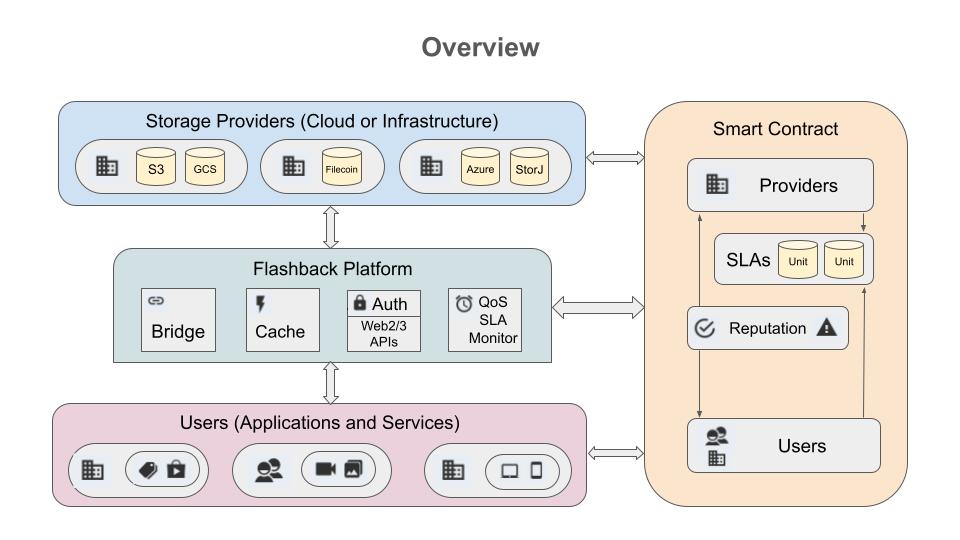 Overview
Storage Providers (Cloud or Infrastructure)
S3
GCS
Filecoin
Azure
StorJ
Flashback Platform
Bridge
Cache
Auth
Web2/3
APIs
QoS
SLA
Monitor
Users (Applications and Services)
Smart Contract
Providers
SLAs
Unit
Unit
Reputation
Users